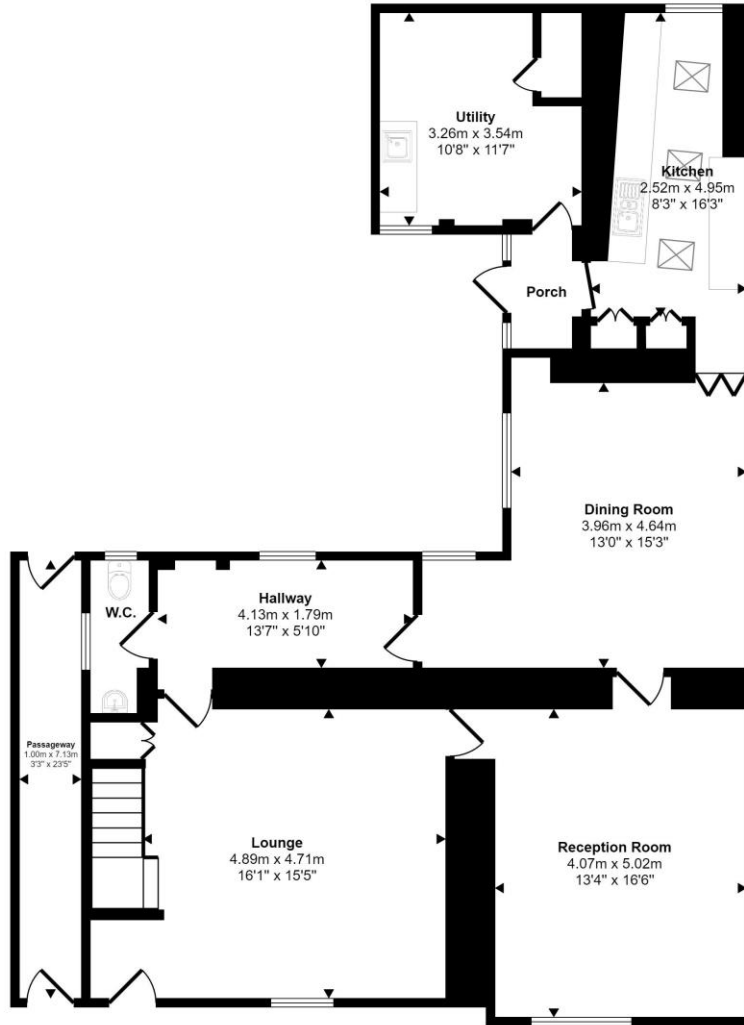 Utility
3.26m x 3.54m
10'8" x 11'7"
Kitchen
2.52m x 4.95m
8'3" x 16'3"
Porch
Dining Room
3.96m x 4.64m
13'0" x 15'3"
W.C.
Hallway
4.13m x 1.79m
13'7" x 5'10"
Passageway
1.00m x 7.13m
3'3" x 23'5"
Lounge
4.89m x 4.71m
16'1" x 15'5"
Reception Room
4.07m x 5.02m
13'4" x 16'6"